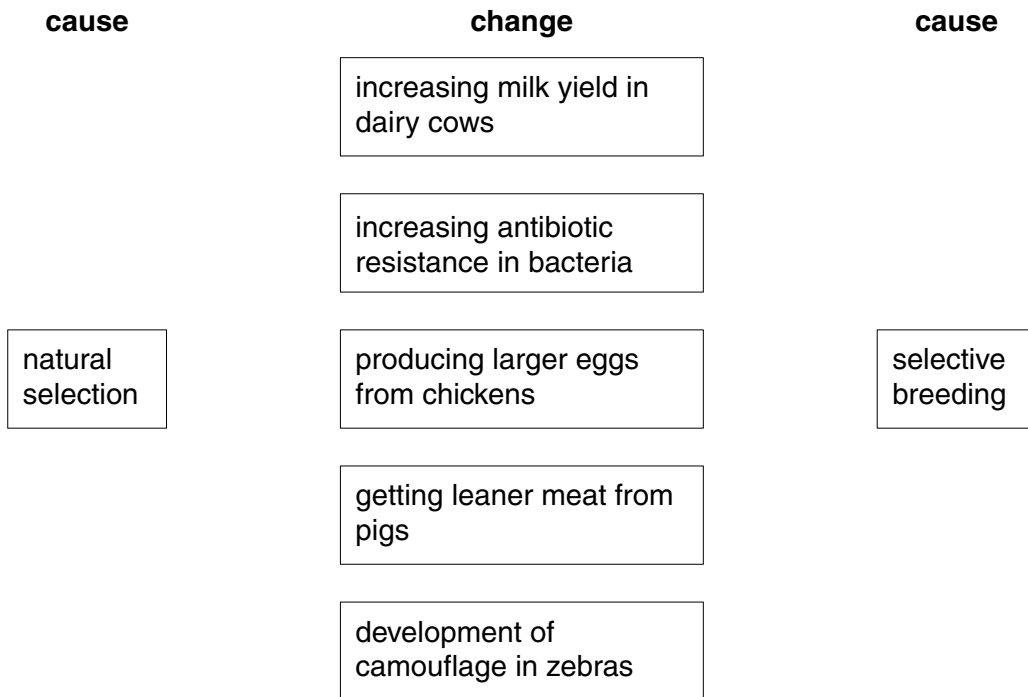 cause
change
cause
increasing milk yield in
dairy cows
increasing antibiotic
resistance in bacteria
natural
selection
producing larger eggs
from chickens
selective
breeding
getting leaner meat from
pigs
development of
camouflage in zebras